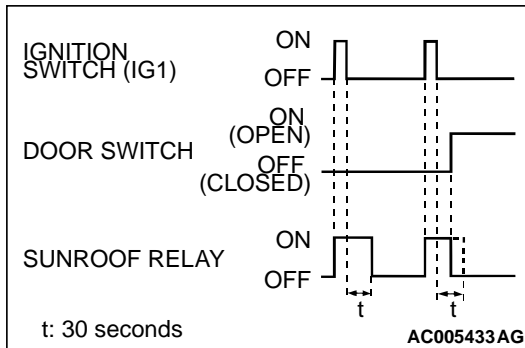 IGNITION
SWITCH (IG1)
ON
OFF
DOOR SWITCH
ON
(OPEN)
OFF
(CLOSED)
SUNROOF RELAY
ON
OFF
t
t
t: 30 seconds
AC005433AG